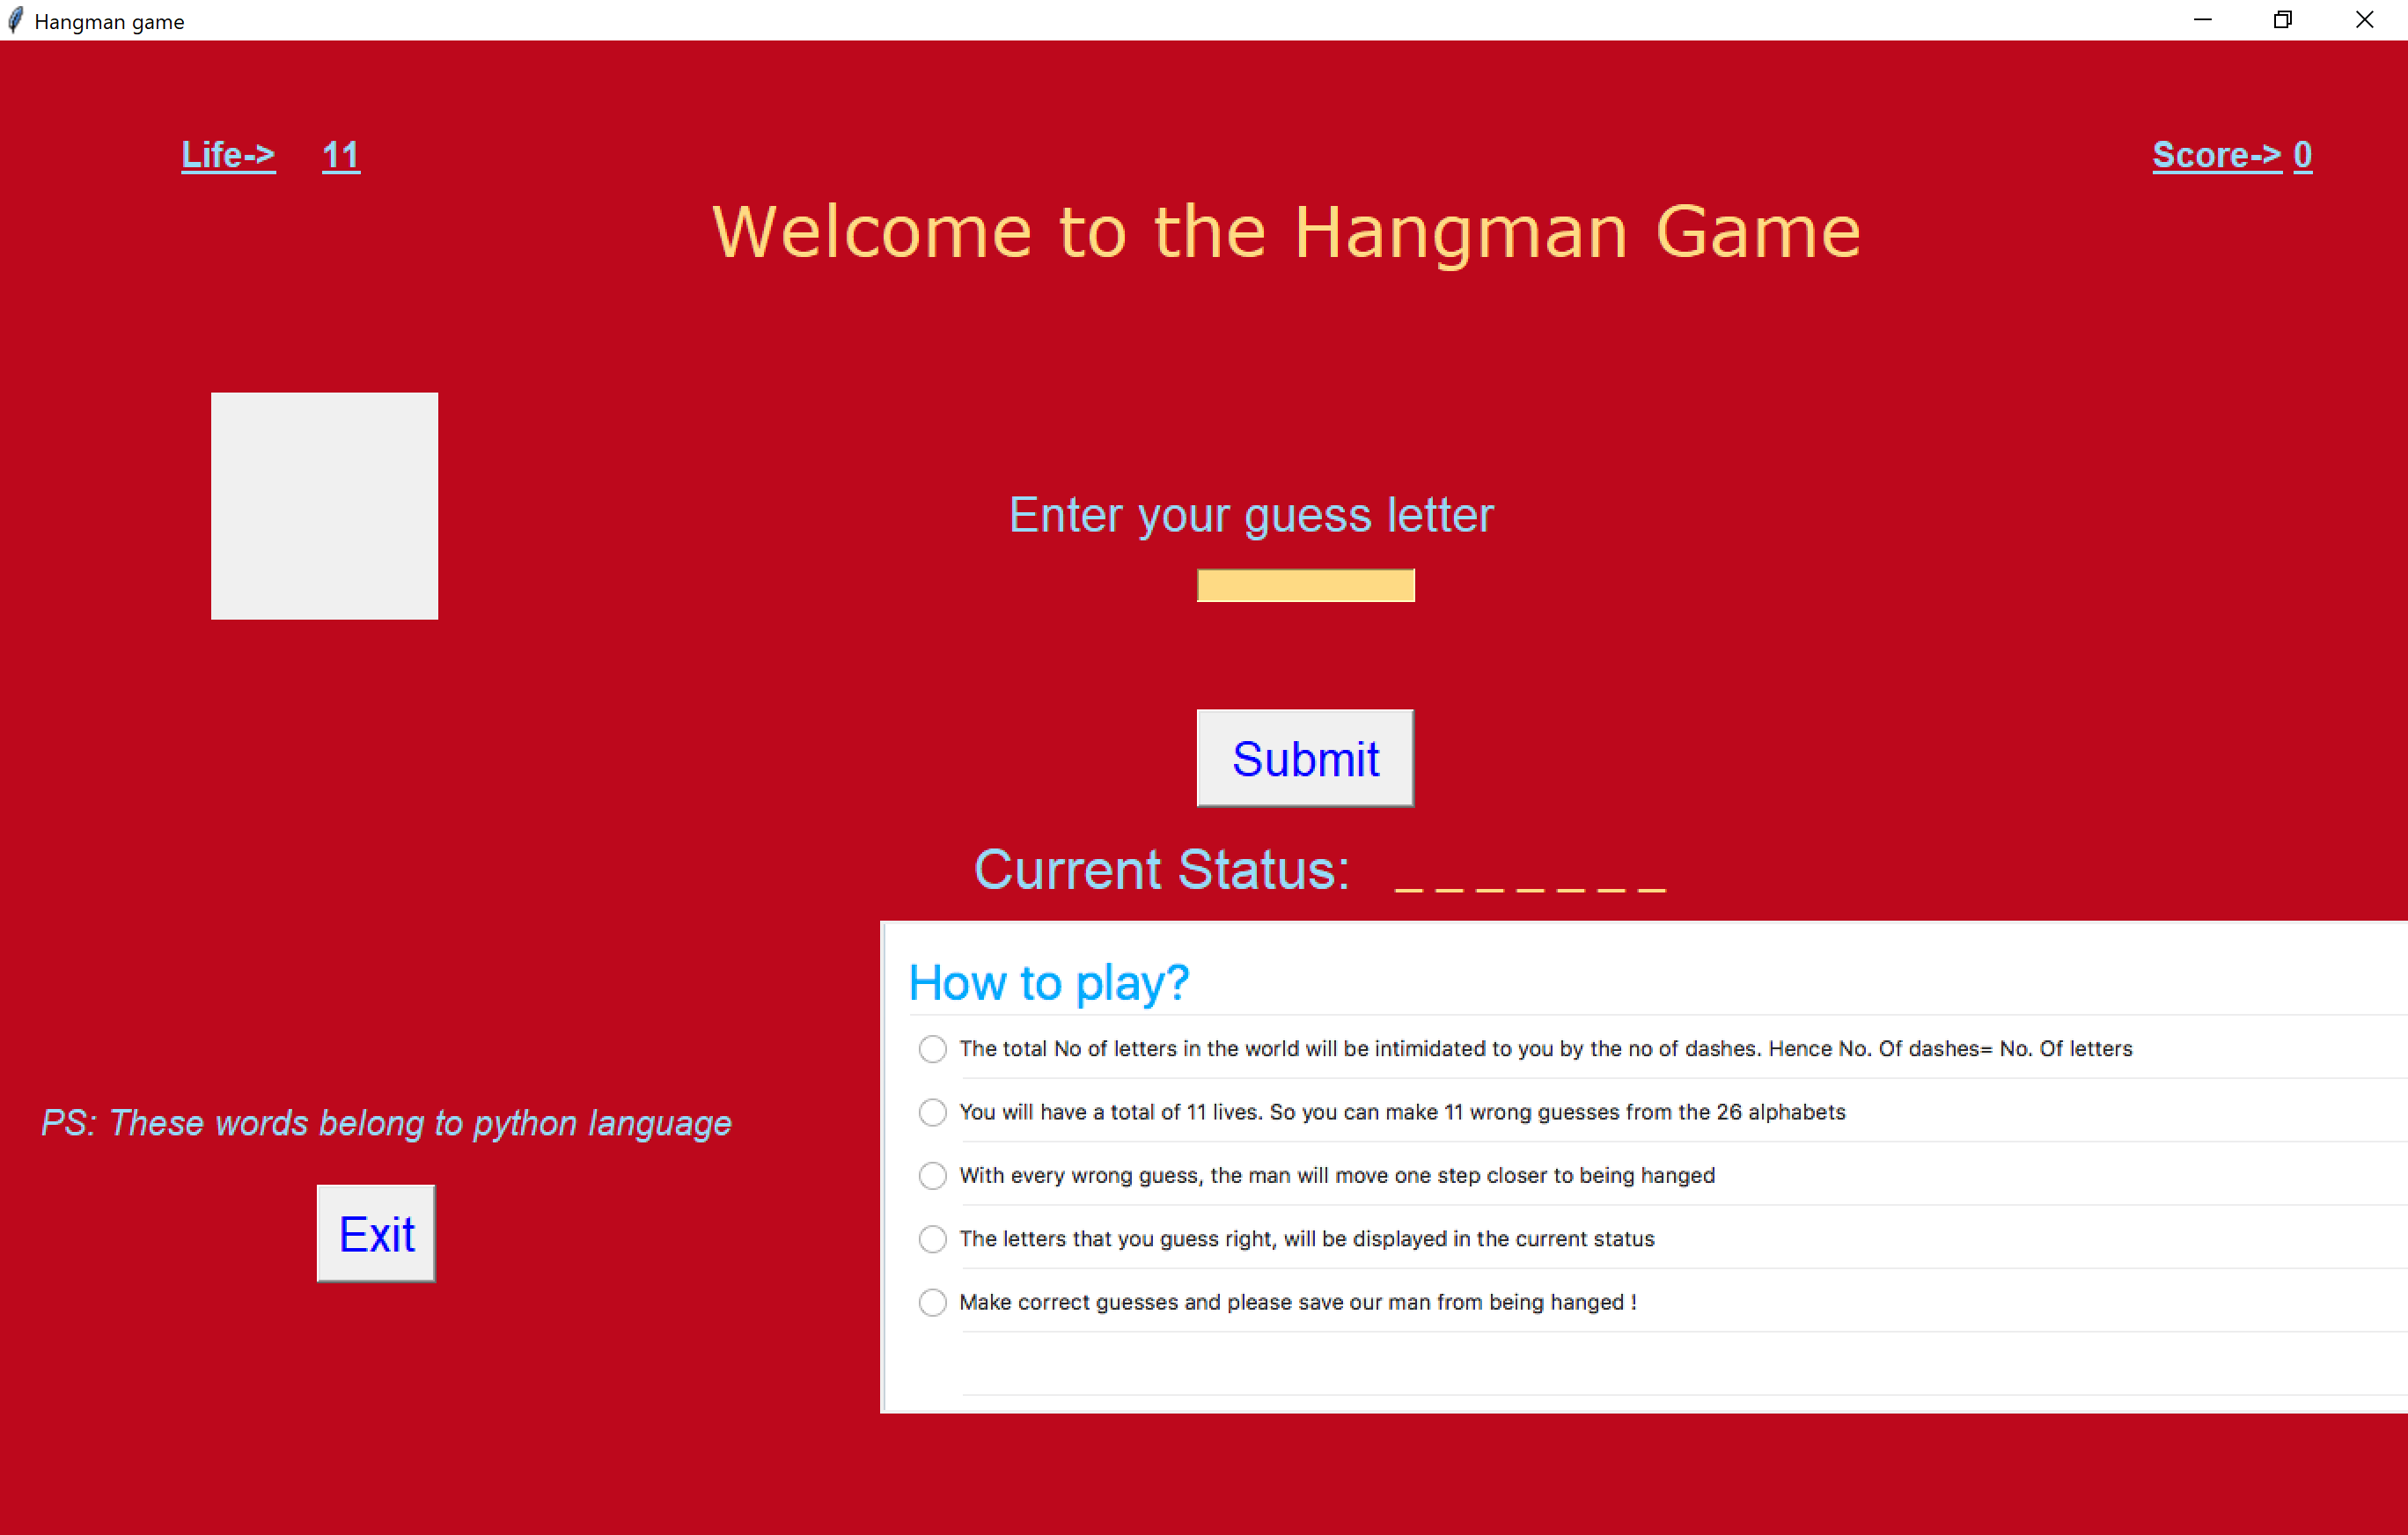 Hangman game
Life-> 11
Score-> 0
Welcome to the Hangman Game
Enter your guess letter
Submit
Current Status: _ _ _ _ _ _ _
How to play?
The total No of letters in the world will be intimidated to you by the no of dashes. Hence No. Of dashes= No. Of letters
You will have a total of 11 lives. So you can make 11 wrong guesses from the 26 alphabets
With every wrong guess, the man will move one step closer to being hanged
The letters that you guess right, will be displayed in the current status
Make correct guesses and please save our man from being hanged !
PS: These words belong to python language
Exit